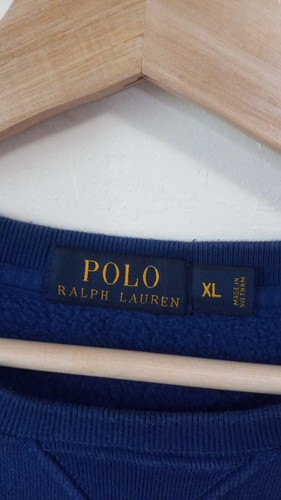 POLO
RALPH LAUREN
XL
MADE IN
VIETNAM